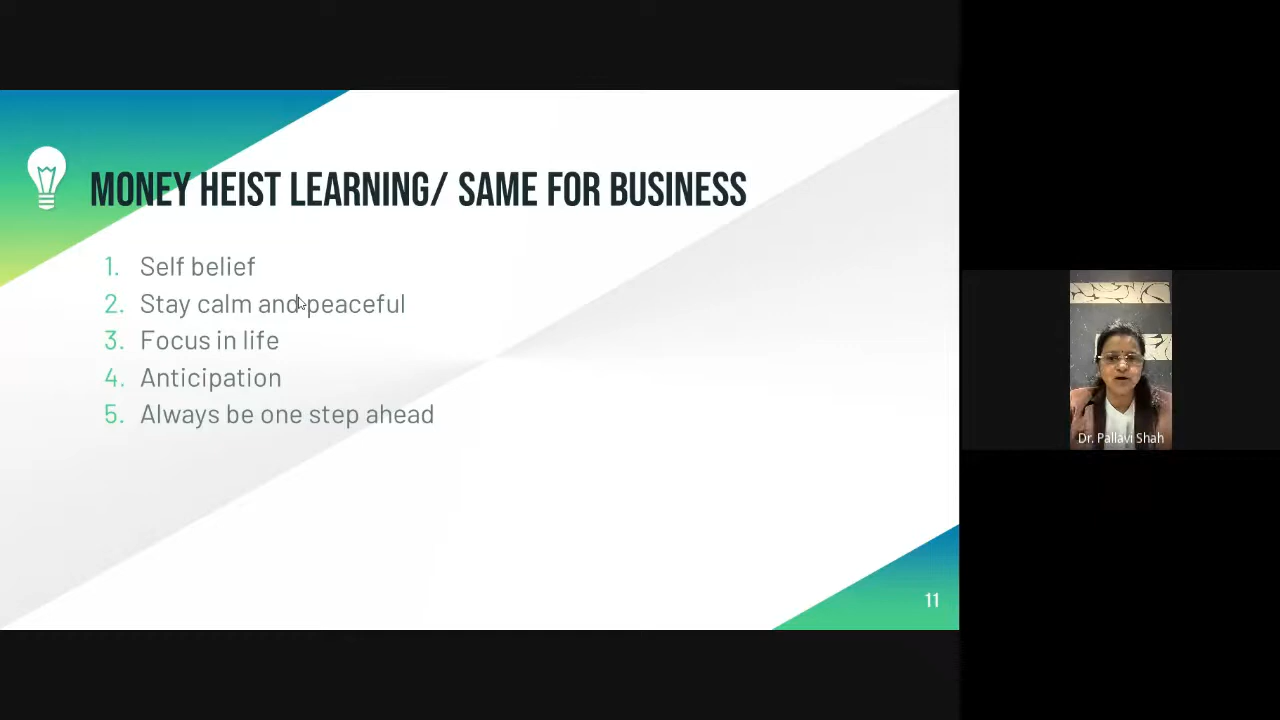 MONEY HEIST LEARNING/ SAME FOR BUSINESS
1. Self belief
2. Stay calm and peaceful
3. Focus in life
4. Anticipation
5. Always be one step ahead
11
Dr. Pallavi Shah